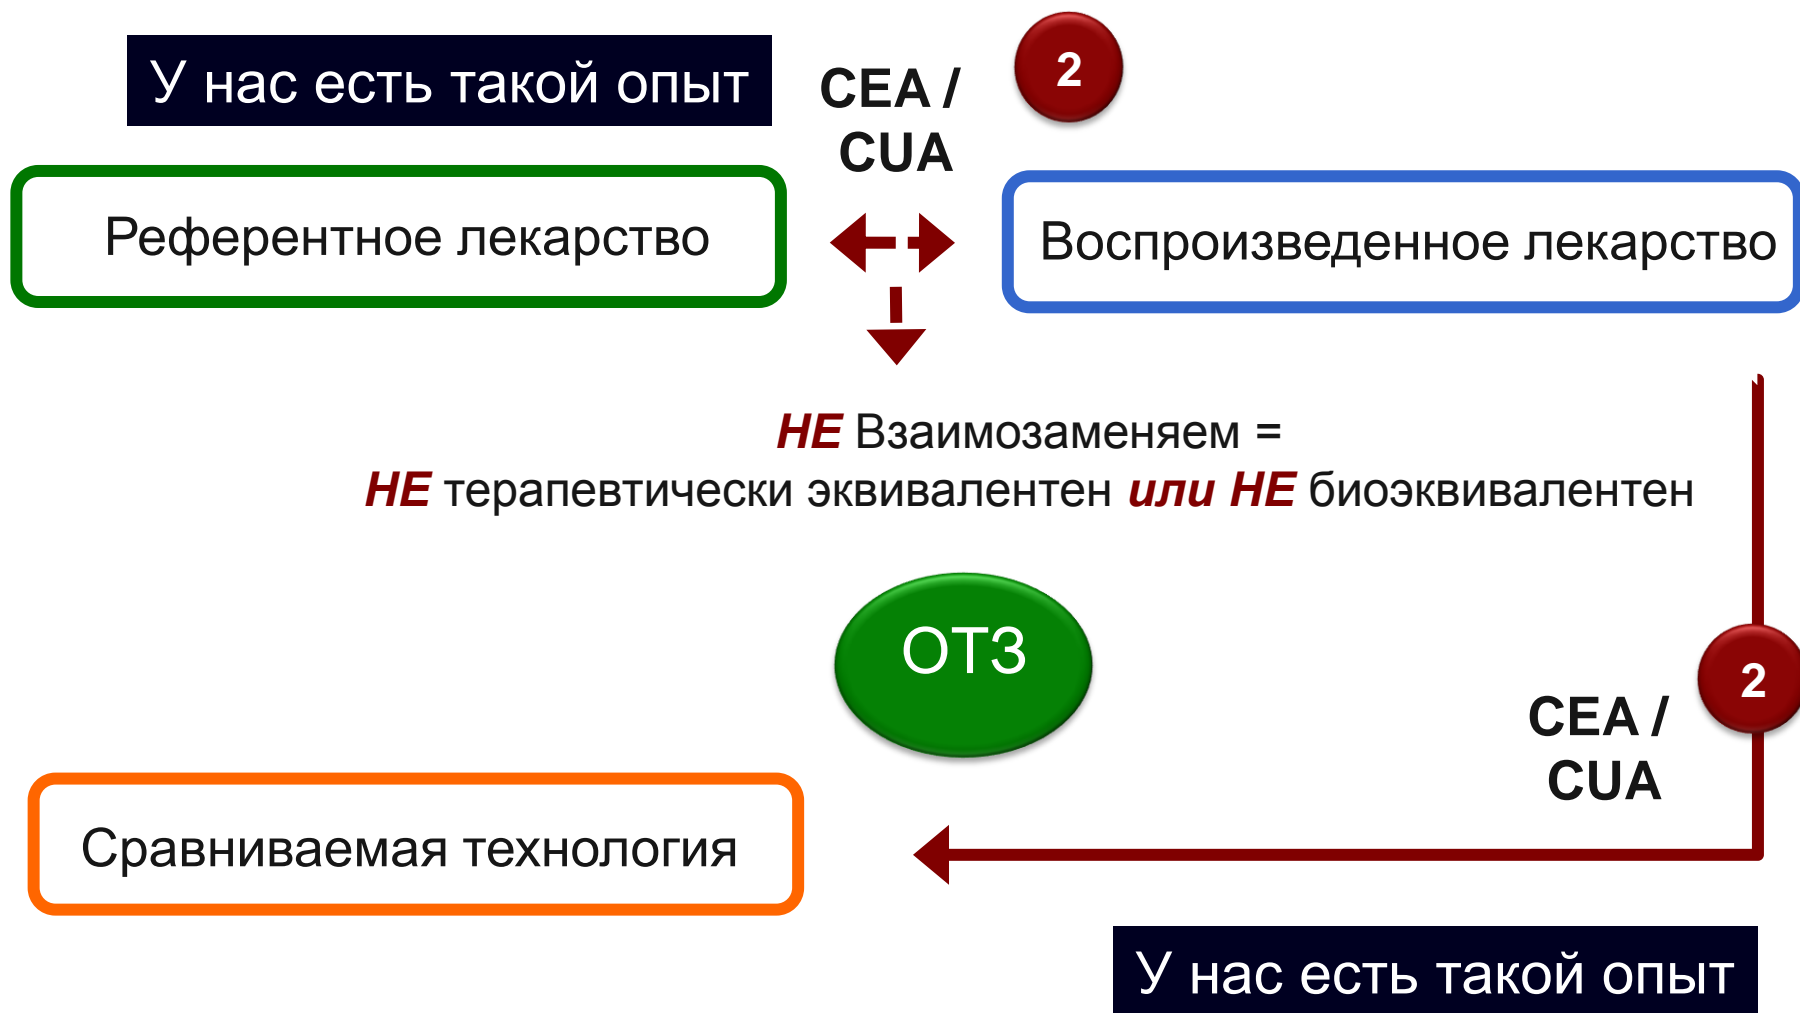 У нас есть такой опыт
CEA /
CUA
2
Референтное лекарство
Воспроизведенное лекарство
НЕ Взаимозаменяем =
НЕ терапевтически эквивалентен или НЕ биоэквивалентен
ОТЗ
2
CEA /
CUA
Сравниваемая технология
У нас есть такой опыт